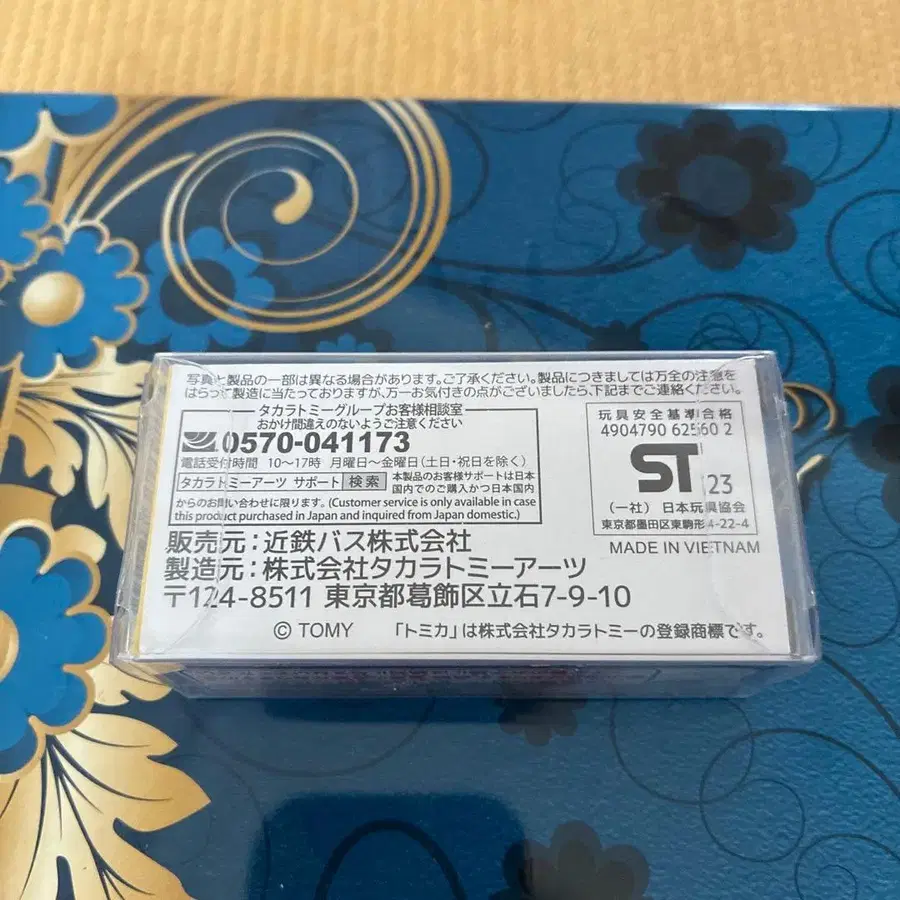 写真と製品の一部は異なる場合があります。ご了承ください。製品につきましては万全の注意を
はらって製造に当たっておりますが、万一お気付きの点がございましたら、下記までご連絡ください。
タカラトミーグループお客様相談室
おかけ間違えのないようご注意ください
0570-041173
電話受付時間 10〜17時 月曜日〜金曜日(土日・祝日を除く)
タカラトミーアーツ サポート 検索 本製品のお客様サポートは日本
国内でのご購入かつ日本国内
からのお問い合わせに限ります。(Customer service is only available in case
this product purchased in Japan and inquired from Japan domestic.)
玩具安全基準合格
4904790 62560 2
ST
23
(一社) 日本玩具協会
東京都墨田区東駒形4-22-4
MADE IN VIETNAM
販売元:近鉄バス株式会社
製造元:株式会社タカラトミーアーツ
〒124-8511 東京都葛飾区立石7-9-10
© TOMY 「トミカ」は株式会社タカラトミーの登録商標です。